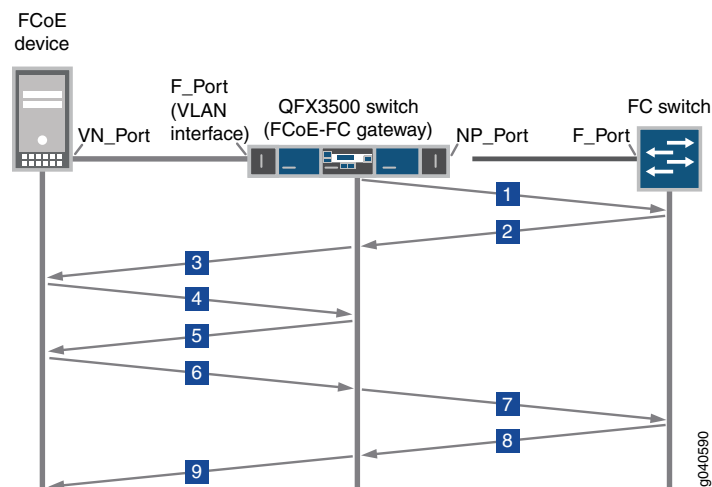 FCoE
device
F_Port
(VLAN
interface)
QFX3500 switch
(FCoE-FC gateway)
FC switch
VN_Port
NP_Port
F_Port
1
2
3
4
5
6
7
8
9
g040590